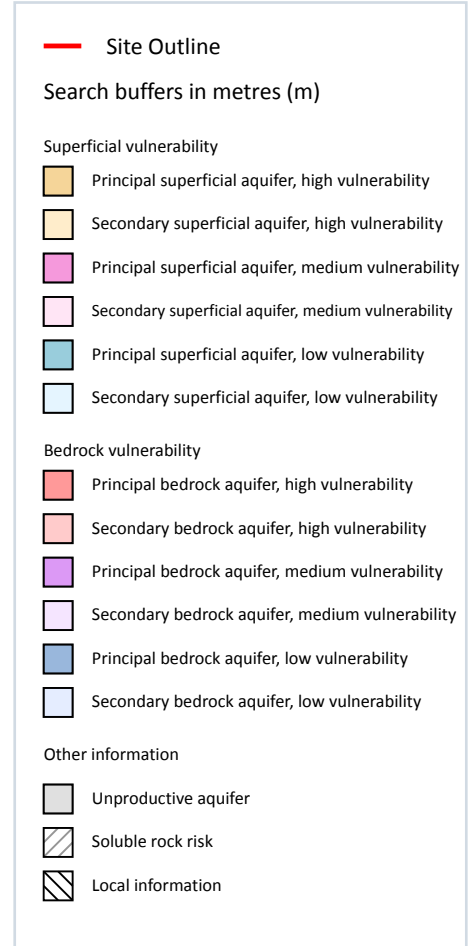 Site Outline
Search buffers in metres (m)
Superficial vulnerability
Principal superficial aquifer, high vulnerability
Secondary superficial aquifer, high vulnerability
Principal superficial aquifer, medium vulnerability
Secondary superficial aquifer, medium vulnerability
Principal superficial aquifer, low vulnerability
Secondary superficial aquifer, low vulnerability
Bedrock vulnerability
Principal bedrock aquifer, high vulnerability
Secondary bedrock aquifer, high vulnerability
Principal bedrock aquifer, medium vulnerability
Secondary bedrock aquifer, medium vulnerability
Principal bedrock aquifer, low vulnerability
Secondary bedrock aquifer, low vulnerability
Other information
Unproductive aquifer
Soluble rock risk
Local information